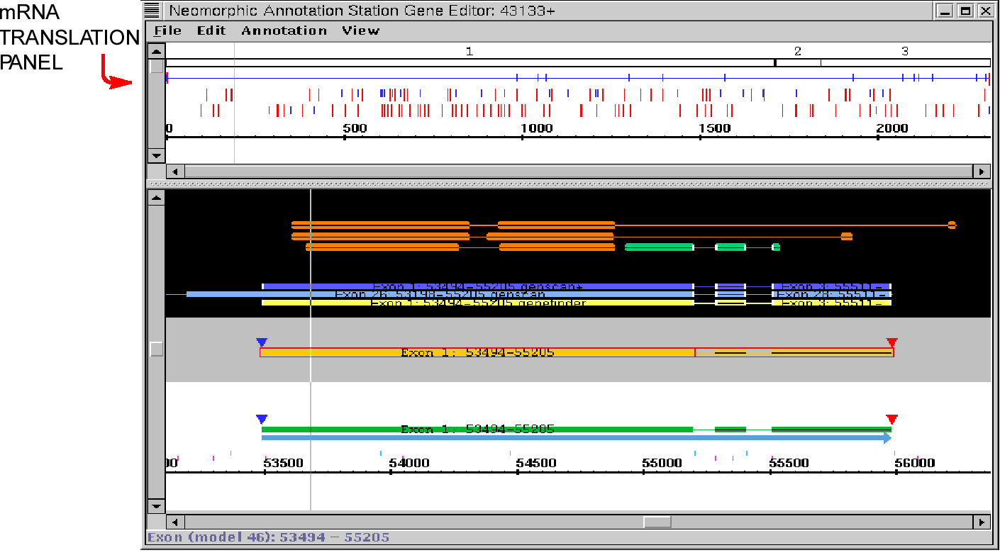 mRNA
TRANSLATION
PANEL
Neomorphic Annotation Station Gene Editor: 43133+
File Edit Annotation View
1 2 3
0 500 1000 1500 2000
Exon 1: 53494-55205 genscan+ Exon 3: 55511-
Exon 26: 53198-55205 genscan Exon 28: 55511-
Exon 1: 53494-55205 genefinder Exon 3: 55511-
Exon 1: 53494-55205
Exon 1: 53494-55205
00 53500 54000 54500 55000 55500 56000
Exon (model 46): 53494 – 55205